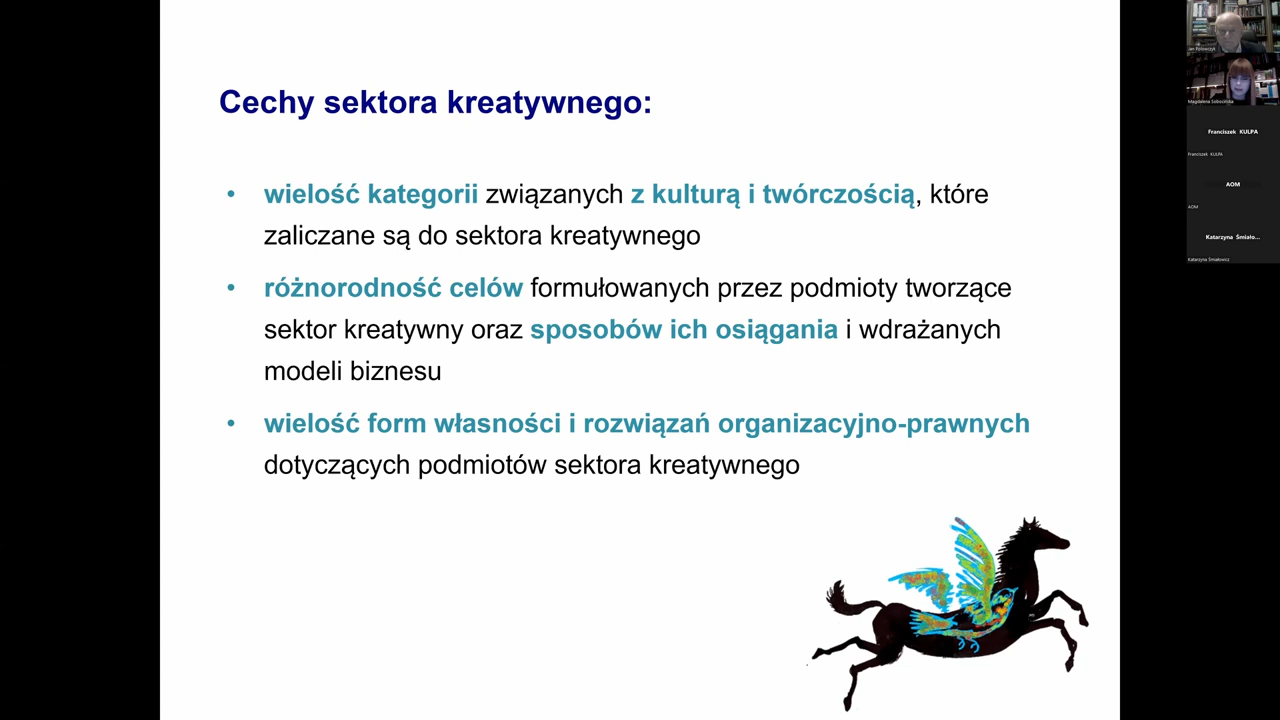 Cechy sektora kreatywnego:
• wielość kategorii związanych z kulturą i twórczością, które
zaliczane są do sektora kreatywnego
• różnorodność celów formułowanych przez podmioty tworzące
sektor kreatywny oraz sposobów ich osiągania i wdrażanych
modeli biznesu
• wielość form własności i rozwiązań organizacyjno-prawnych
dotyczących podmiotów sektora kreatywnego
Jan Polowczyk
Magdalena Sobocińska
Franciszek KULPA
Franciszek KULPA
AOM
AOM
Katarzyna Śmiało...
Katarzyna Śmiałowicz